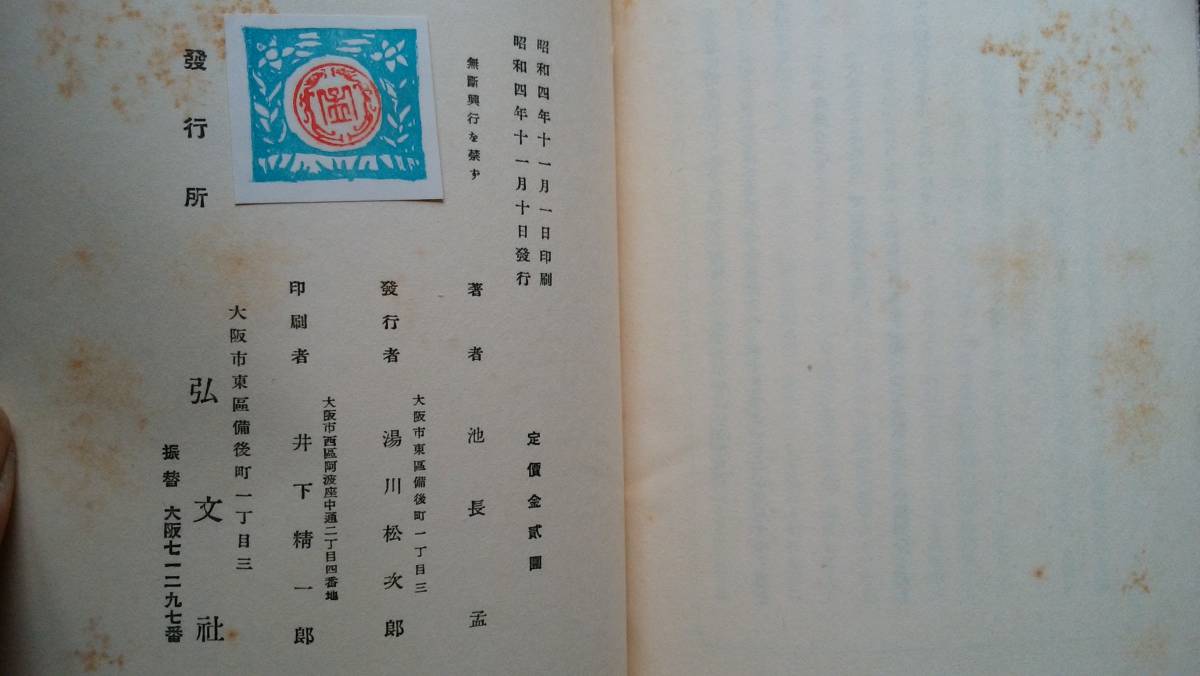 昭和四年十一月一日印刷
昭和四年十一月十日發行
定價金貳圓
無斷興行を禁ず
著者 池長孟
大阪市東區備後町一丁目三
發行者 湯川松次郎
大阪市西區阿波座中通二丁目四番地
印刷者 井下精一郎
大阪市東區備後町一丁目三
發行所 弘文社
振替 大阪七一二九七番